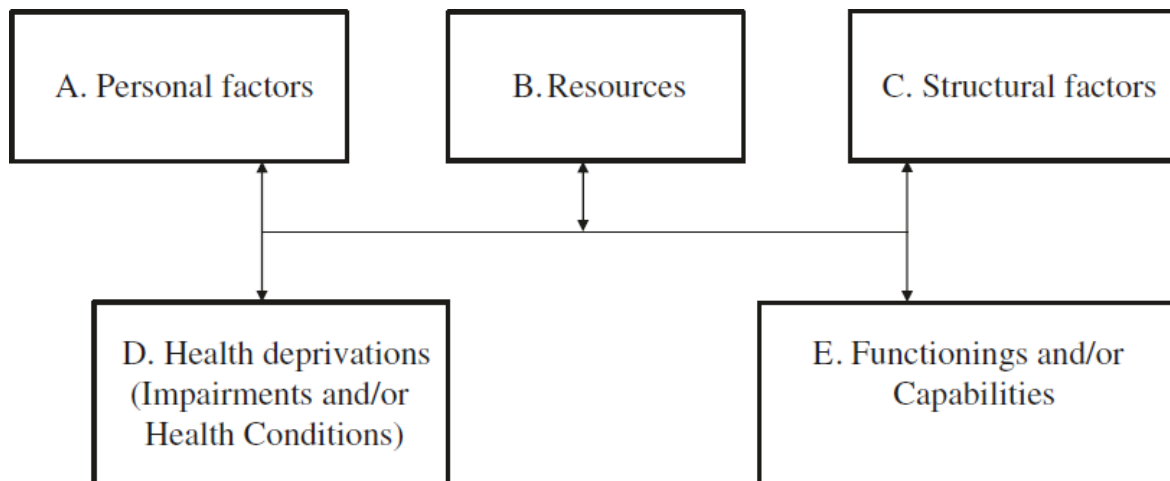 A. Personal factors
B. Resources
C. Structural factors
D. Health deprivations
(Impairments and/or
Health Conditions)
E. Functionings and/or
Capabilities